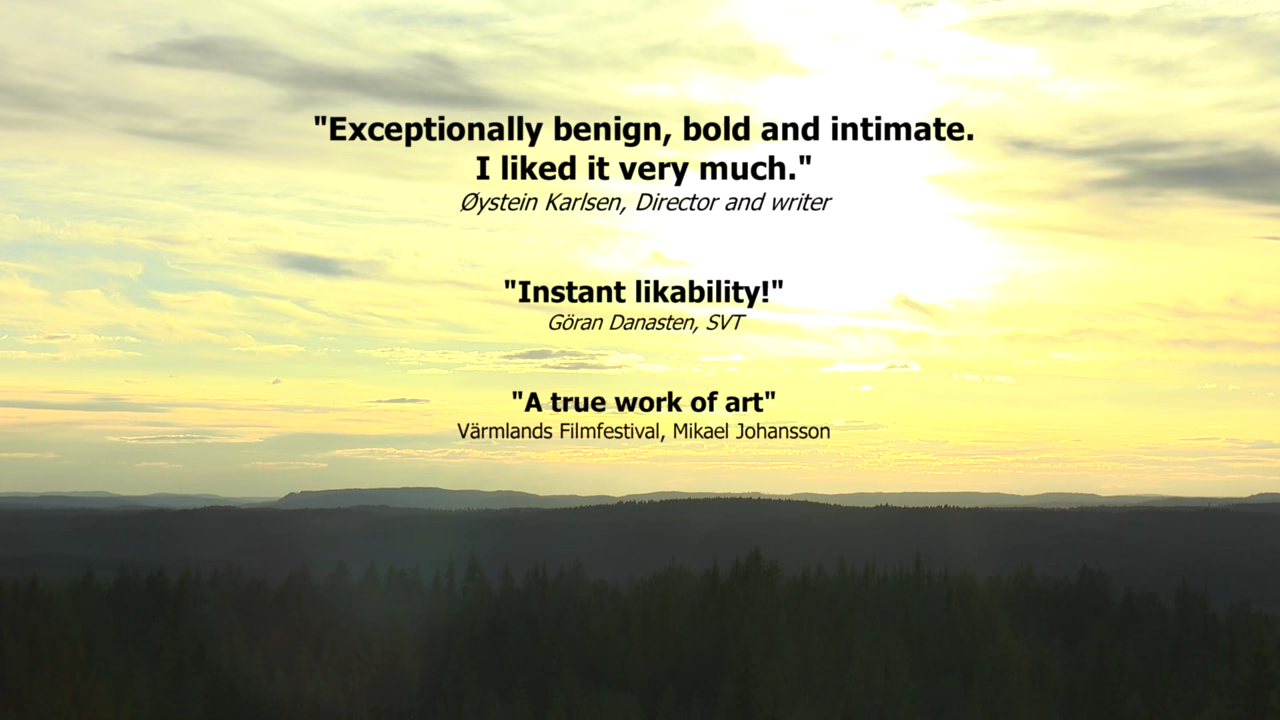 "Exceptionally benign, bold and intimate.
I liked it very much."
Øystein Karlsen, Director and writer
"Instant likability!"
Göran Danasten, SVT
"A true work of art"
Värmlands Filmfestival, Mikael Johansson